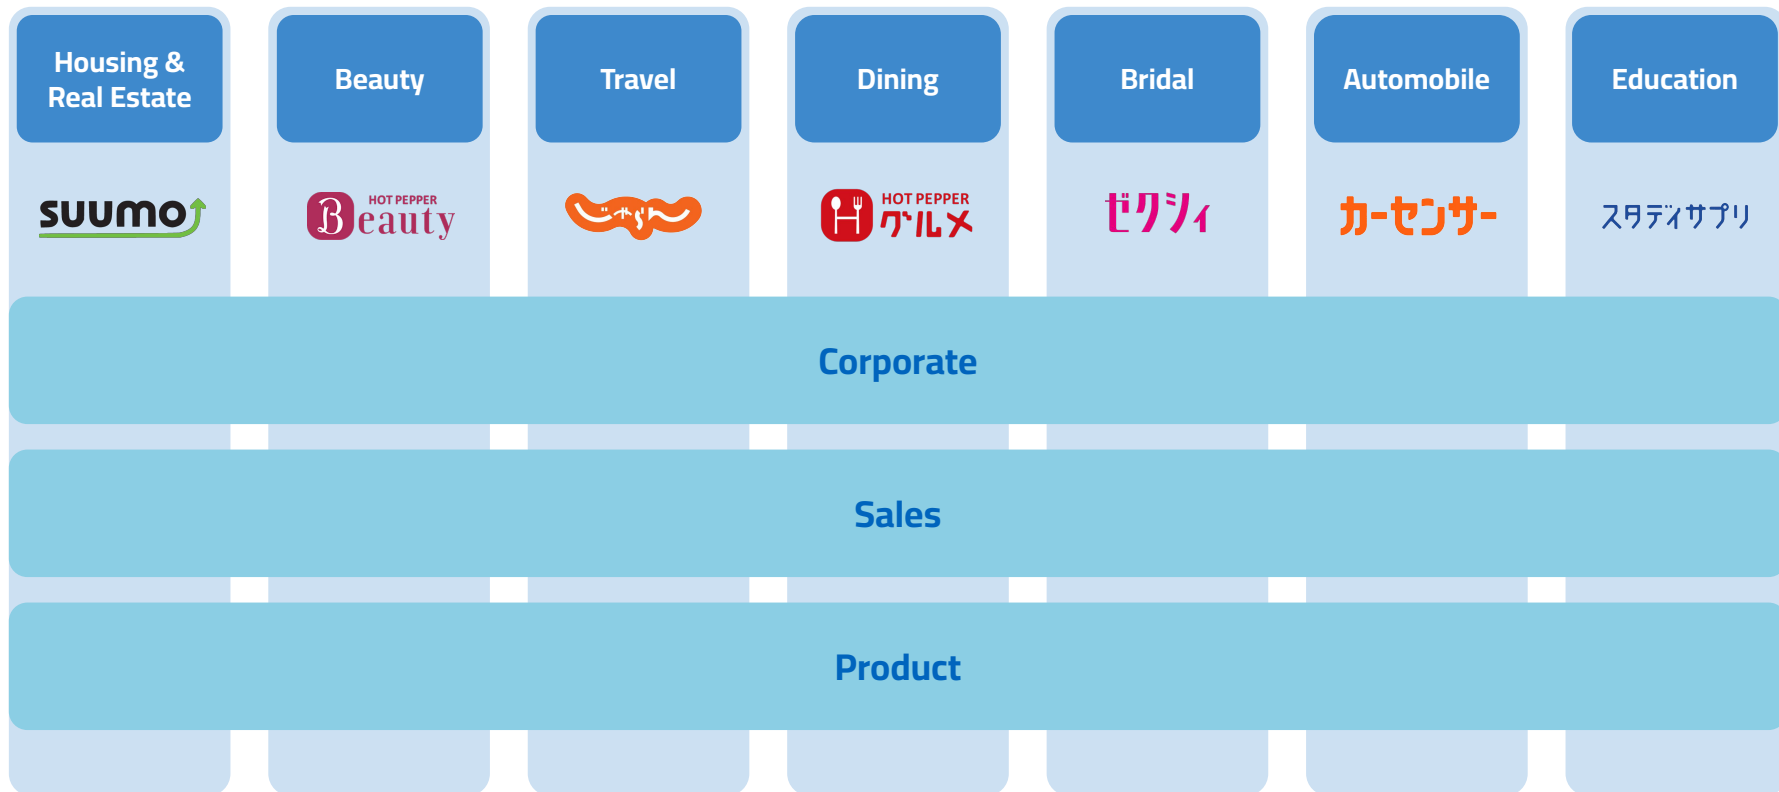 Housing &
Real Estate
Beauty
Travel
Dining
Bridal
Automobile
Education
suumo
HOT PEPPER
Beauty
じゃらん
HOT PEPPER
グルメ
ゼクシィ
カーセンサー
スタディサプリ
Corporate
Sales
Product